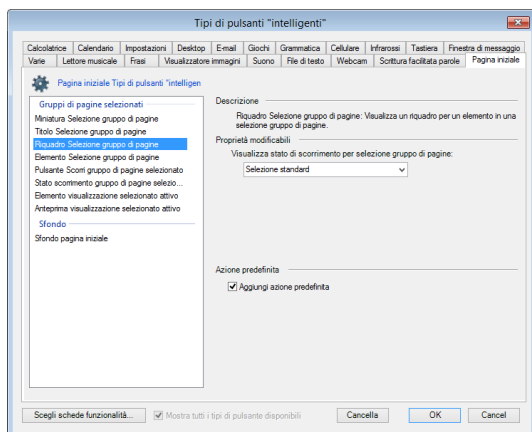 Tipi di pulsanti "intelligenti"
Calcolatrice Calendario Impostazioni Desktop E-mail Giochi Grammatica Cellulare Infrarossi Tastiera Finestra di messaggio
Varie Lettore musicale Frasi Visualizzatore immagini Suono File di testo Webcam Scrittura facilitata parole Pagina iniziale
Pagina iniziale Tipi di pulsanti "intelligen
Gruppi di pagine selezionati
Miniatura Selezione gruppo di pagine
Titolo Selezione gruppo di pagine
Riquadro Selezione gruppo di pagine
Elemento Selezione gruppo di pagine
Pulsante Scorri gruppo di pagine selezionato
Stato scorrimento gruppo di pagine selezio...
Elemento visualizzazione selezionato attivo
Anteprima visualizzazione selezionato attivo
Sfondo
Sfondo pagina iniziale
Descrizione
Riquadro Selezione gruppo di pagine: Visualizza un riquadro per un elemento in una
selezione gruppo di pagine.
Proprietà modificabili
Visualizza stato di scorrimento per selezione gruppo di pagine:
Selezione standard
Azione predefinita
Aggiungi azione predefinita
Scegli schede funzionalità... Mostra tutti i tipi di pulsante disponibili Cancella OK Cancel